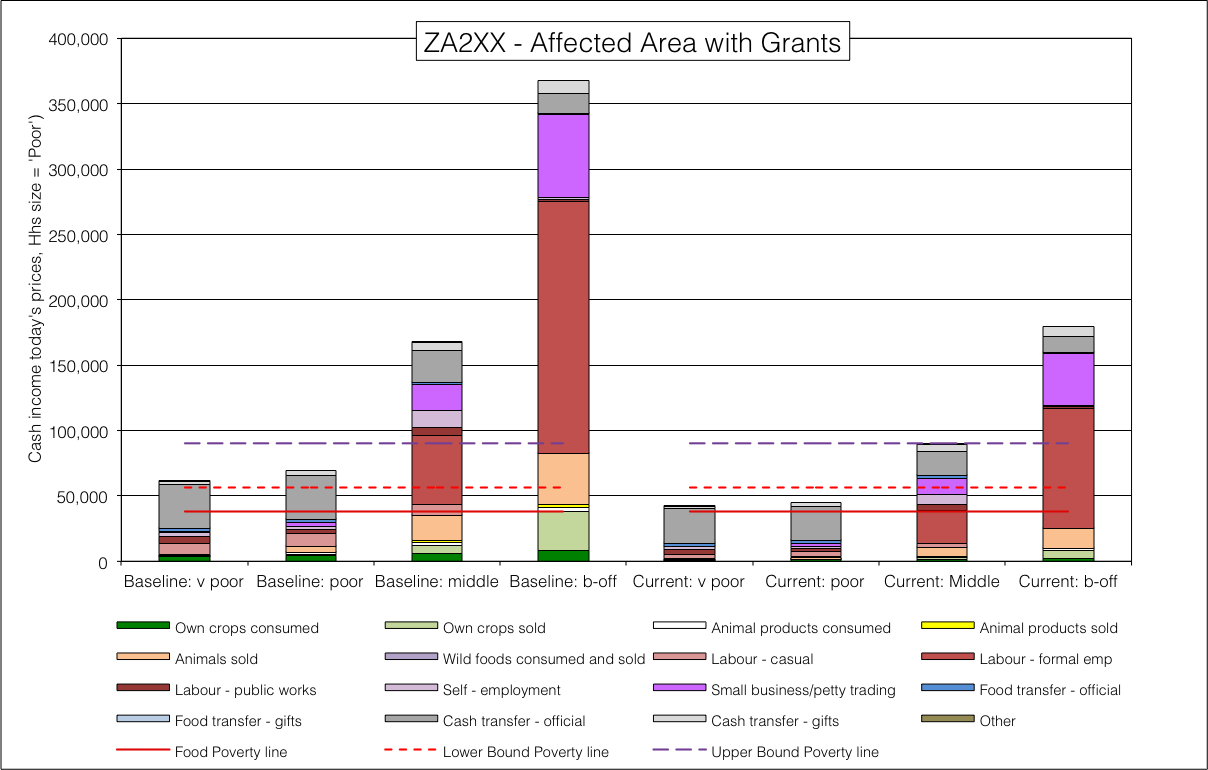 ZA2XX - Affected Area with Grants
Cash income today's prices, Hhs size = 'Poor')
400,000
350,000
300,000
250,000
200,000
150,000
100,000
50,000
0
Baseline: v poor Baseline: poor Baseline: middle Baseline: b-off Current: v poor Current: poor Current: Middle Current: b-off
Own crops consumed Own crops sold Animal products consumed Animal products sold
Animals sold Wild foods consumed and sold Labour - casual Labour - formal emp
Labour - public works Self - employment Small business/petty trading Food transfer - official
Food transfer - gifts Cash transfer - official Cash transfer - gifts Other
Food Poverty line Lower Bound Poverty line Upper Bound Poverty line